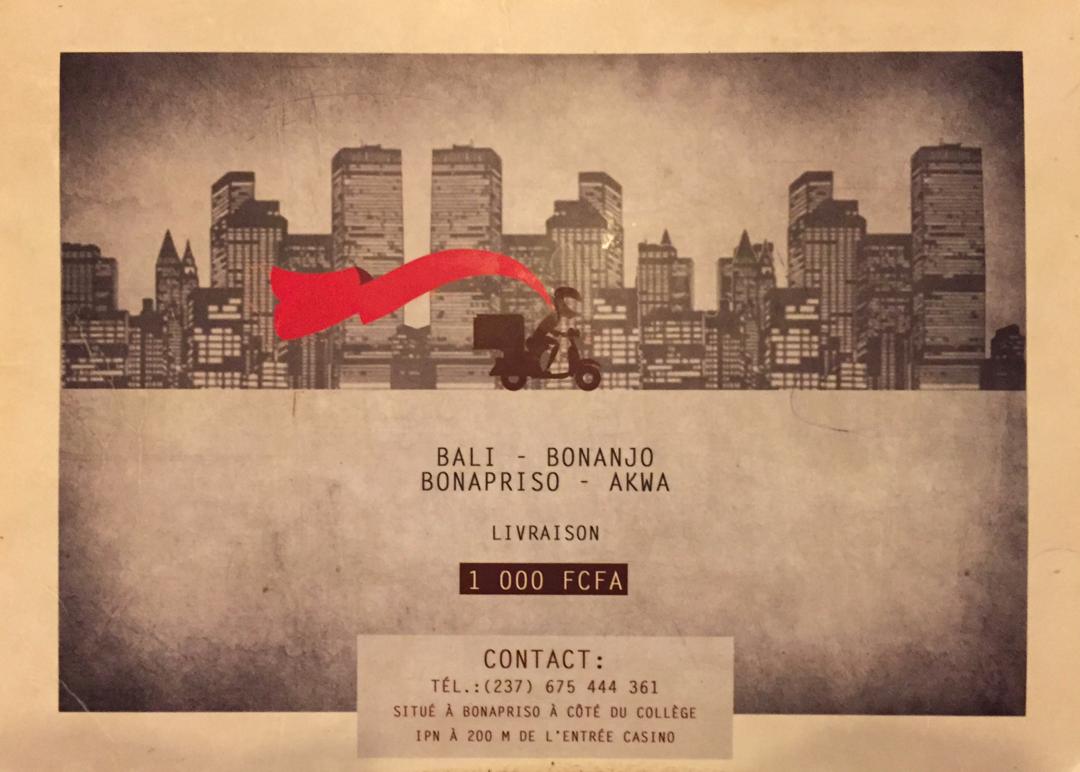 BALI - BONANJO
BONAPRISO - AKWA
LIVRAISON
1 000 FCFA
CONTACT:
TÉL.:(237) 675 444 361
SITUÉ À BONAPRISO À CÔTÉ DU COLLÈGE
IPN À 200 M DE L'ENTRÉE CASINO